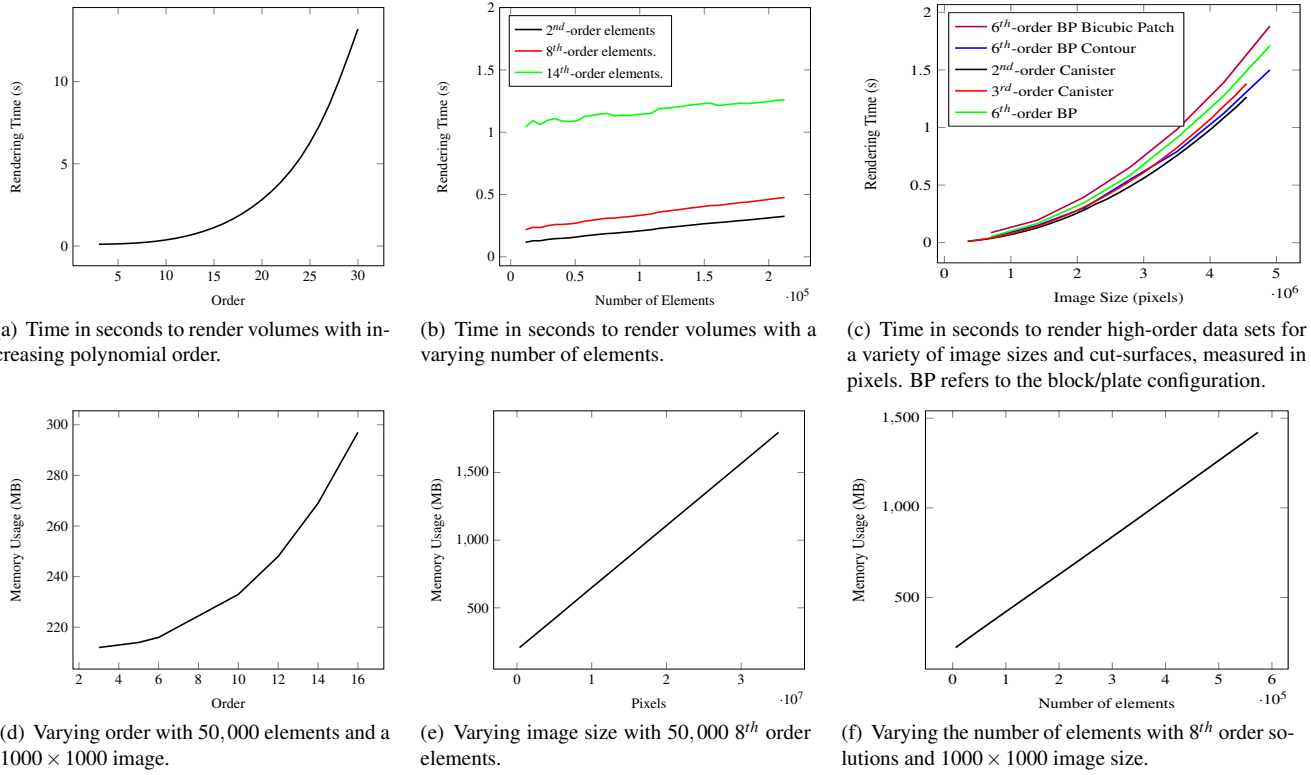 5 10 15 20 25 30
0
5
10
Order
Rendering Time (s)
0 0.5 1 1.5 2
·10⁵
0
0.5
1
1.5
2
Number of Elements
Rendering Time (s)
2ⁿᵈ-order elements
8ᵗʰ-order elements.
14ᵗʰ-order elements.
0 1 2 3 4 5
·10⁶
0
0.5
1
1.5
2
Image Size (pixels)
Rendering Time (s)
6ᵗʰ-order BP Bicubic Patch
6ᵗʰ-order BP Contour
2ⁿᵈ-order Canister
3ʳᵈ-order Canister
6ᵗʰ-order BP
a) Time in seconds to render volumes with in-
creasing polynomial order.
(b) Time in seconds to render volumes with a
varying number of elements.
(c) Time in seconds to render high-order data sets for
a variety of image sizes and cut-surfaces, measured in
pixels. BP refers to the block/plate configuration.
2 4 6 8 10 12 14 16
220
240
260
280
300
Order
Memory Usage (MB)
0 1 2 3
·10⁷
500
1,000
1,500
Pixels
Memory Usage (MB)
0 1 2 3 4 5 6
·10⁵
500
1,000
1,500
Number of elements
Memory Usage (MB)
(d) Varying order with 50,000 elements and a
1000 × 1000 image.
(e) Varying image size with 50,000 8ᵗʰ order
elements.
(f) Varying the number of elements with 8ᵗʰ order so-
lutions and 1000 × 1000 image size.